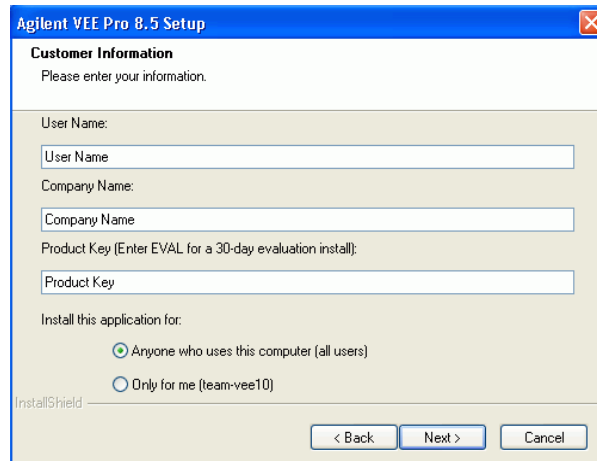 Agilent VEE Pro 8.5 Setup
Customer Information
Please enter your information.
User Name:
User Name
Company Name:
Company Name
Product Key (Enter EVAL for a 30-day evaluation install):
Product Key
Install this application for:
Anyone who uses this computer (all users)
Only for me (team-vee10)
InstallShield
< Back Next > Cancel